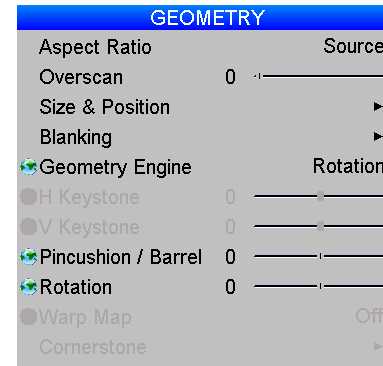 GEOMETRY
Aspect Ratio Source
Overscan 0
Size & Position
Blanking
Geometry Engine Rotation
H Keystone 0
V Keystone 0
Pincushion / Barrel 0
Rotation 0
Warp Map Off
Cornerstone